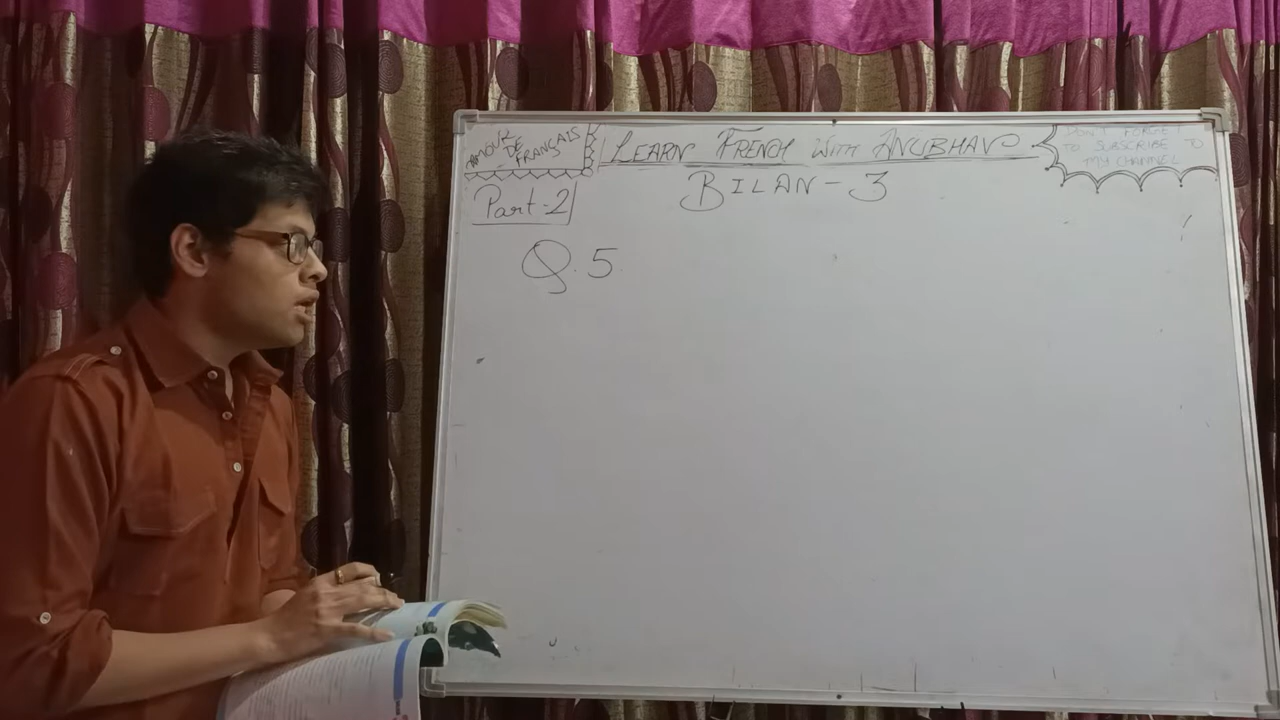 AMOUR
DE
FRANÇAIS
LEARN FRENCH WITH ANUBHAV
DON'T FORGET
TO SUBSCRIBE TO
MY CHANNEL
Part-2
BILAN-3
Q.5